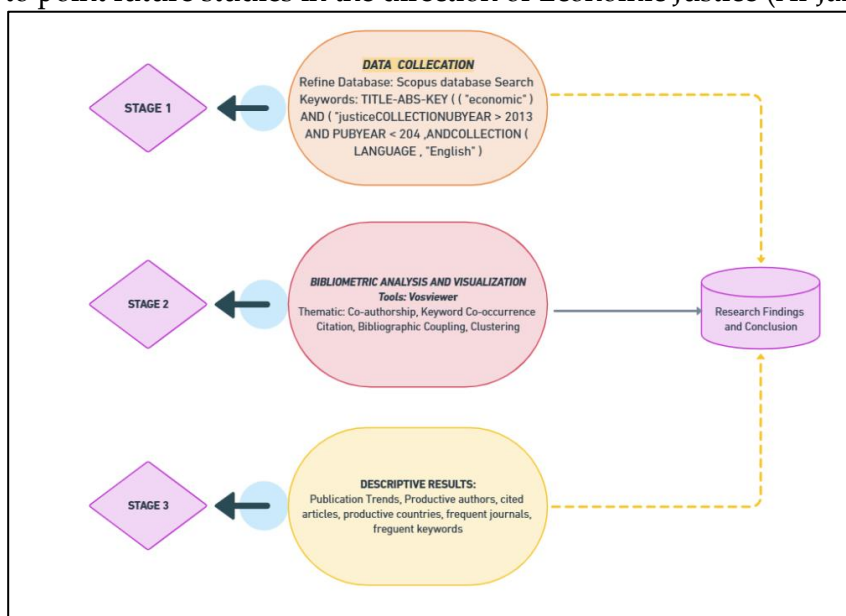 to point future studies in the direction of Economic Justice (Al-ja
STAGE 1
DATA COLLECATION
Refine Database: Scopus database Search
Keywords: TITLE-ABS-KEY ( ( "economic" )
AND ( "justiceCOLLECTIONUBYEAR > 2013
AND PUBYEAR < 204 ,ANDCOLLECTION (
LANGUAGE , "English" )
STAGE 2
BIBLIOMETRIC ANALYSIS AND VISUALIZATION
Tools: Vosviewer
Thematic: Co-authorship, Keyword Co-occurrence
Citation, Bibliographic Coupling, Clustering
Research Findings
and Conclusion
STAGE 3
DESCRIPTIVE RESULTS:
Publication Trends, Productive authors, cited
articles, productive countries, frequent journals,
freguent keywords